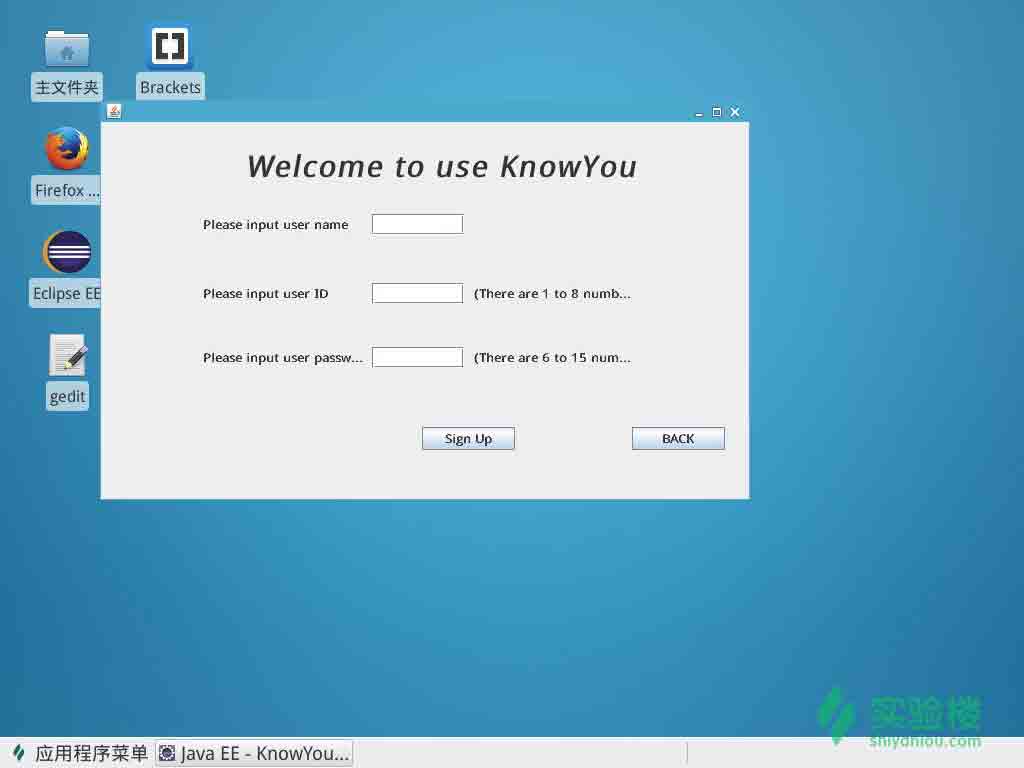 主文件夹
Brackets
Firefox ...
Eclipse EE
gedit
Welcome to use KnowYou
Please input user name
Please input user ID
(There are 1 to 8 numb...
Please input user passw...
(There are 6 to 15 num...
Sign Up
BACK
实验楼
shiyanlou.com
应用程序菜单
Java EE - KnowYou...